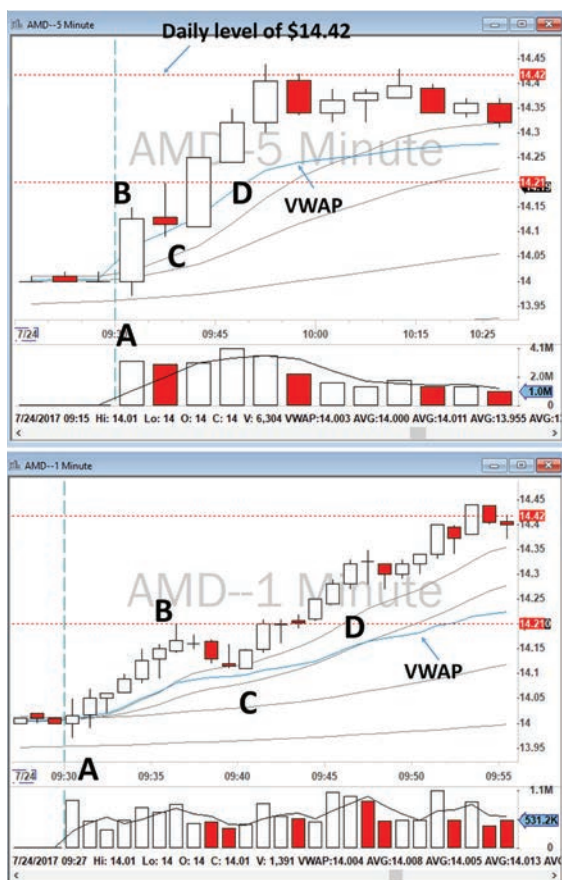 AMD--5 Minute
Daily level of $14.42
14.45
14.42
14.35
14.3
14.25
14.21
14.15
14.1
14.05
14
13.95
AMD--5 Minute
B
D
VWAP
C
A
7/24
09:45
10:00
10:15
10:25
4.1M
2.0M
1.0M
0
7/24/2017 09:15 Hi: 14.01 Lo: 14 O: 14 C: 14 V: 6,304 VWAP:14.003 AVG:14.000 AVG:14.011 AVG:13.955
AMD--1 Minute
14.45
14.42
14.35
14.3
14.25
14.210
14.15
14.1
14.05
14
13.95
AMD--1 Minute
B
D
VWAP
C
A
7/24
09:30
09:35
09:40
09:45
09:50
09:55
1.1M
531.2K
0
7/24/2017 09:27 Hi: 14.01 Lo: 14 O: 14 C: 14.01 V: 1,391 VWAP:14.004 AVG:14.008 AVG:14.005 AVG:14.013